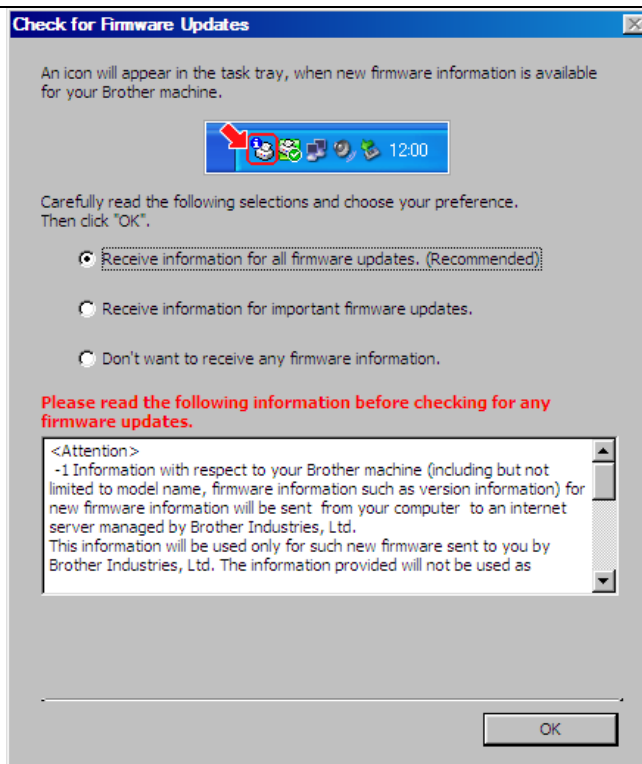 Check for Firmware Updates
An icon will appear in the task tray, when new firmware information is available
for your Brother machine.
12:00
Carefully read the following selections and choose your preference.
Then click "OK".
Receive information for all firmware updates. (Recommended)
Receive information for important firmware updates.
Don't want to receive any firmware information.
Please read the following information before checking for any
firmware updates.
<Attention>
-1 Information with respect to your Brother machine (including but not
limited to model name, firmware information such as version information) for
new firmware information will be sent from your computer to an internet
server managed by Brother Industries, Ltd.
This information will be used only for such new firmware sent to you by
Brother Industries, Ltd. The information provided will not be used as
OK